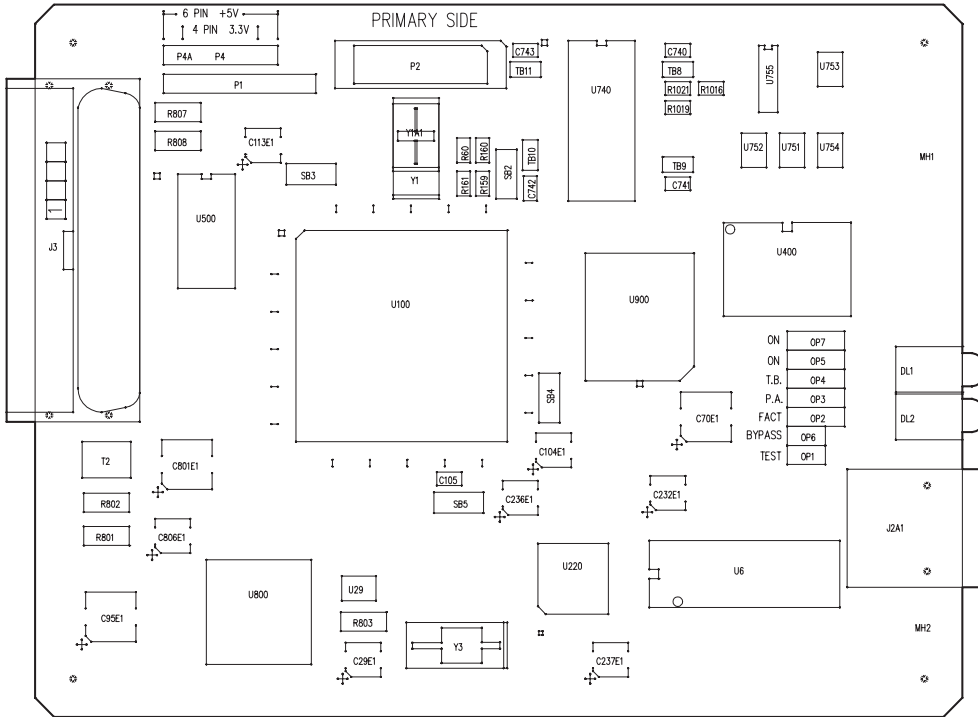 PRIMARY SIDE
6 PIN +5V
4 PIN 3.3V
P4A P4
P1
P2
C743
TB11
U740
C740
TB8
R1021
R1016
R1019
U755
U753
R807
R808
C113E1
SB3
Y1A1
Y1
R60
R160
R161
R159
SB2
TB10
C742
TB9
C741
U752
U751
U754
MH1
1
J3
U500
U100
U900
U400
ON OP7
ON OP5
T.B. OP4
P.A. OP3
FACT OP2
BYPASS OP6
TEST OP1
DL1
DL2
SB4
C70E1
C104E1
T2
C801E1
C105
SB5
C236E1
C232E1
R802
R801
C806E1
J2A1
U800
U29
U220
U6
C95E1
R803
C29E1
Y3
C237E1
MH2